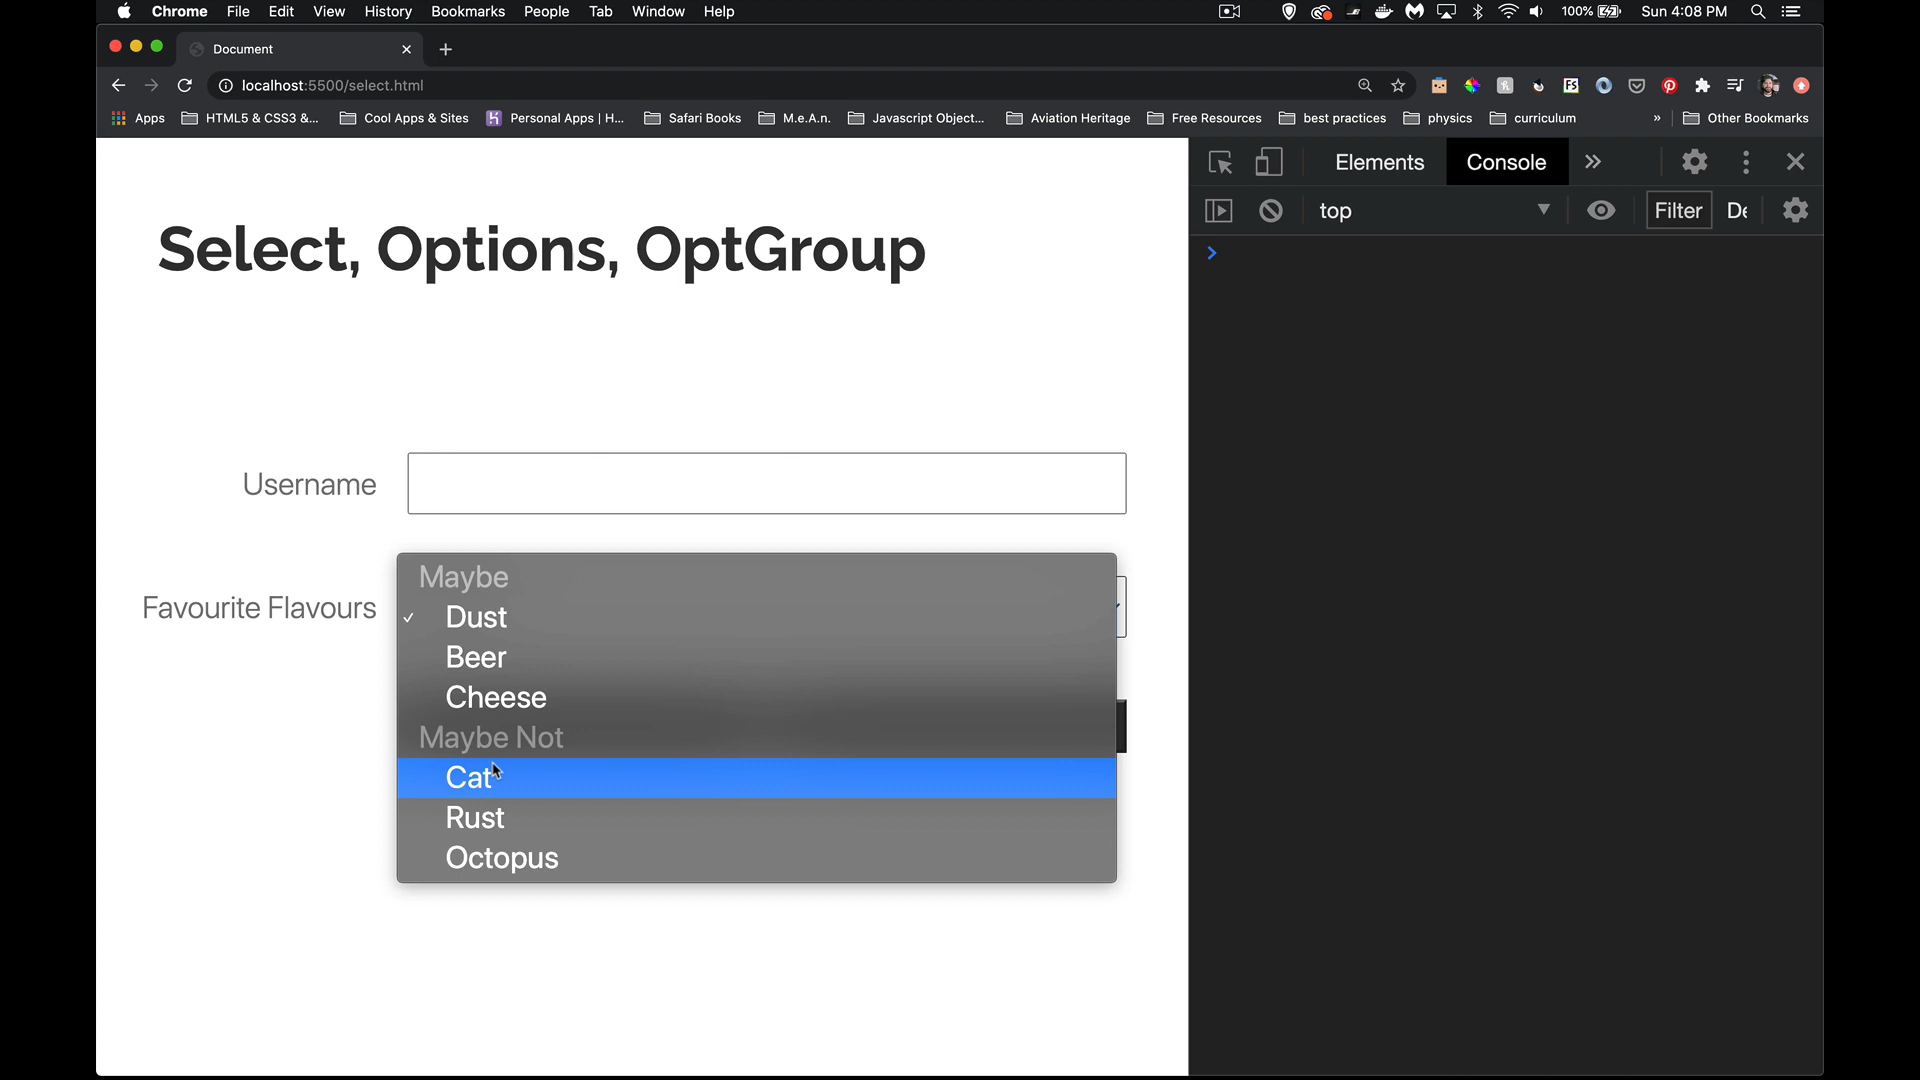 Chrome File Edit View History Bookmarks People Tab Window Help 100% Sun 4:08 PM
Document
localhost:5500/select.html
Apps HTML5 & CSS3 &... Cool Apps & Sites Personal Apps | H... Safari Books M.e.A.n. Javascript Object... Aviation Heritage Free Resources best practices physics curriculum » Other Bookmarks
Elements Console
top Filter De
Select, Options, OptGroup
Username
Favourite Flavours
Maybe
✓ Dust
Beer
Cheese
Maybe Not
Cat
Rust
Octopus